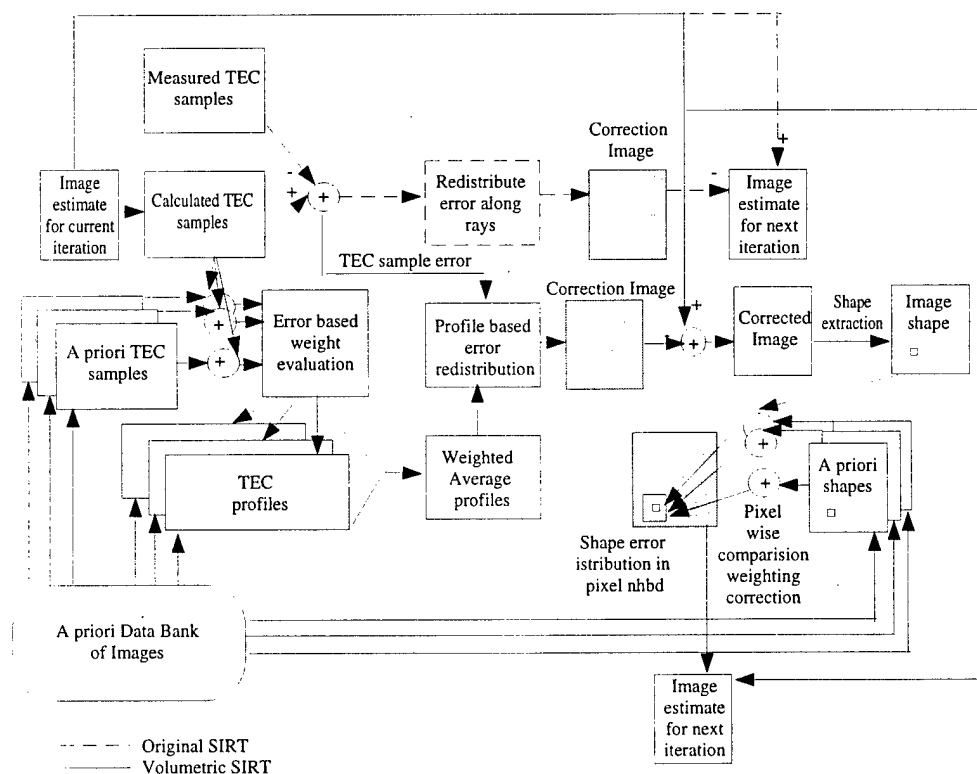 Measured TEC
samples
Correction
Image
+
-
-
+
+
Image
estimate
for current
iteration
Calculated TEC
samples
Redistribute
error along
rays
Image
estimate
for next
iteration
TEC sample error
Correction Image
+
+
+
A priori TEC
samples
Error based
weight
evaluation
Profile based
error
redistribution
-
+
Corrected
Image
Shape
extraction
Image
shape
TEC
profiles
Weighted
Average
profiles
+
+
A priori
shapes
Shape error
istribution in
pixel nhbd
Pixel
wise
comparision
weighting
correction
A priori Data Bank
of Images
Image
estimate
for next
iteration
Original SIRT
Volumetric SIRT